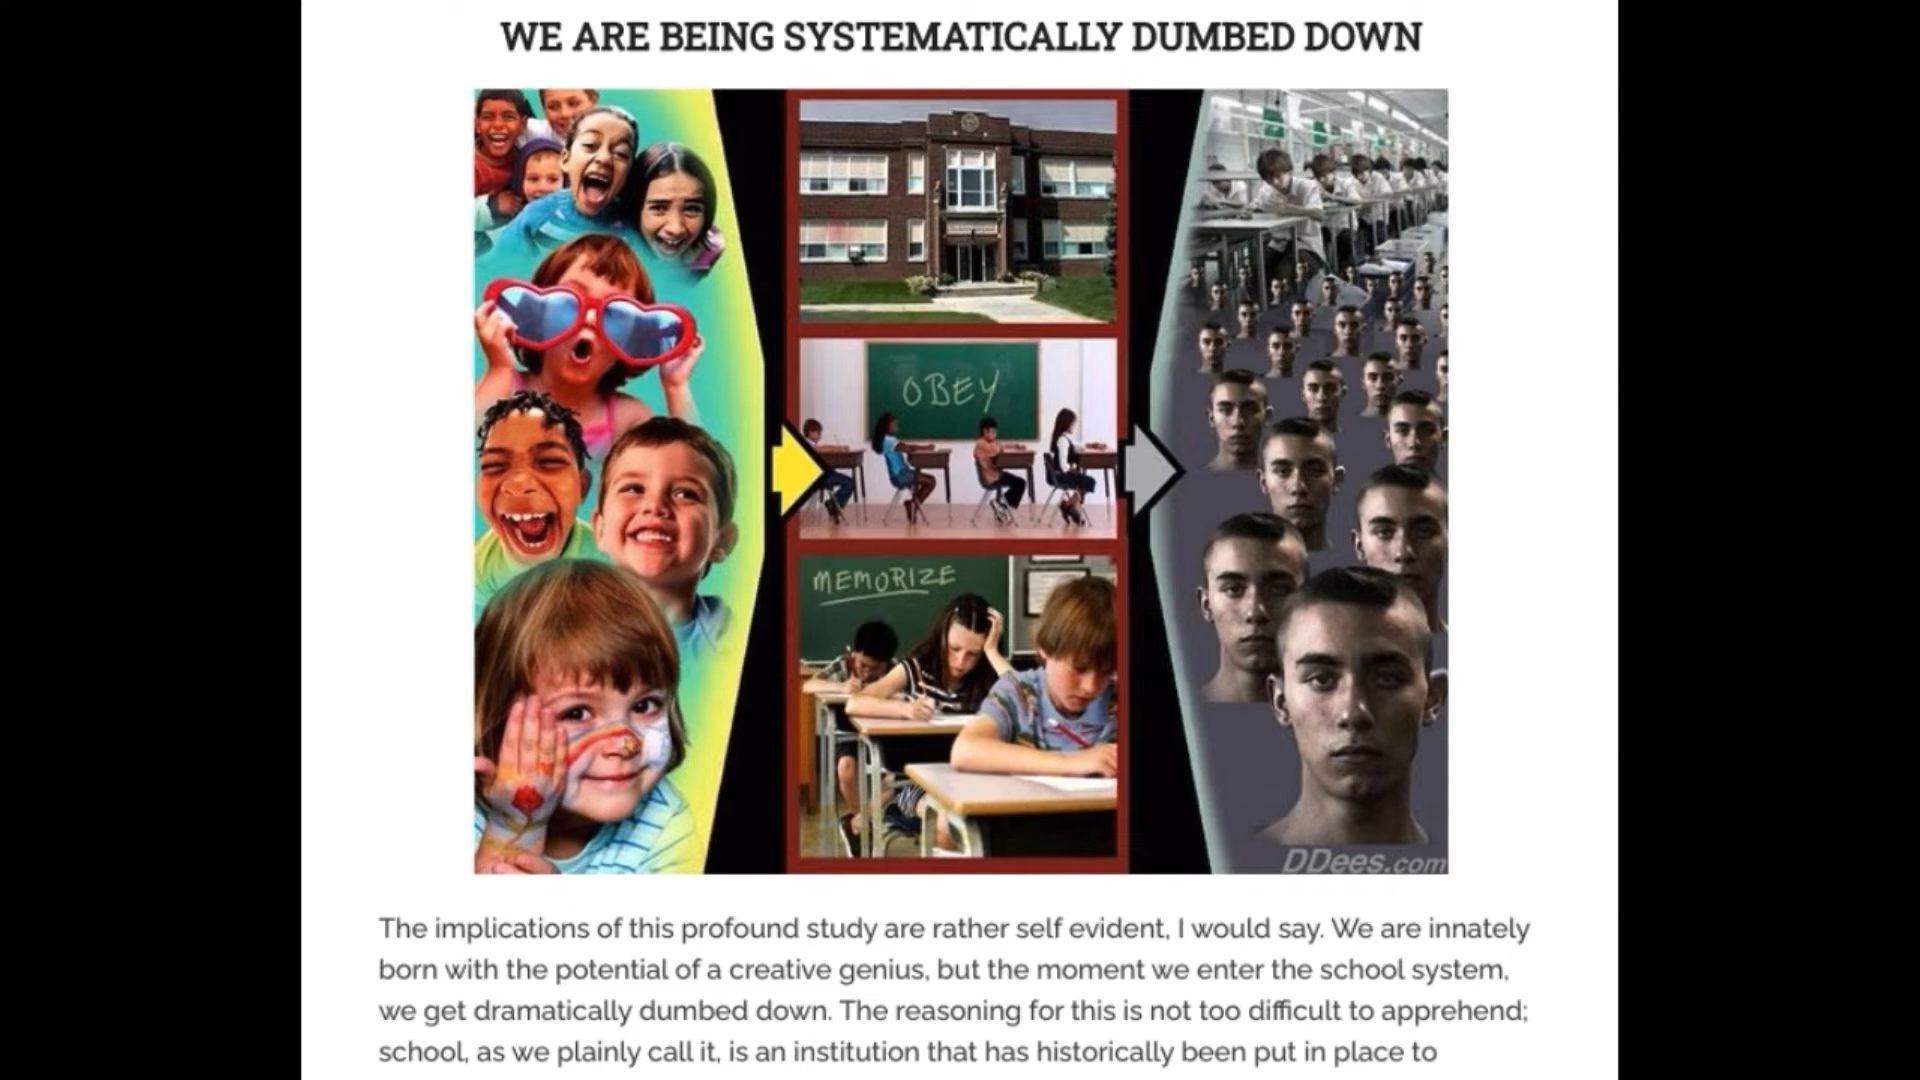 WE ARE BEING SYSTEMATICALLY DUMBED DOWN
OBEY
MEMORIZE
DDees.com
The implications of this profound study are rather self evident, I would say. We are innately
born with the potential of a creative genius, but the moment we enter the school system,
we get dramatically dumbed down. The reasoning for this is not too difficult to apprehend;
school, as we plainly call it, is an institution that has historically been put in place to